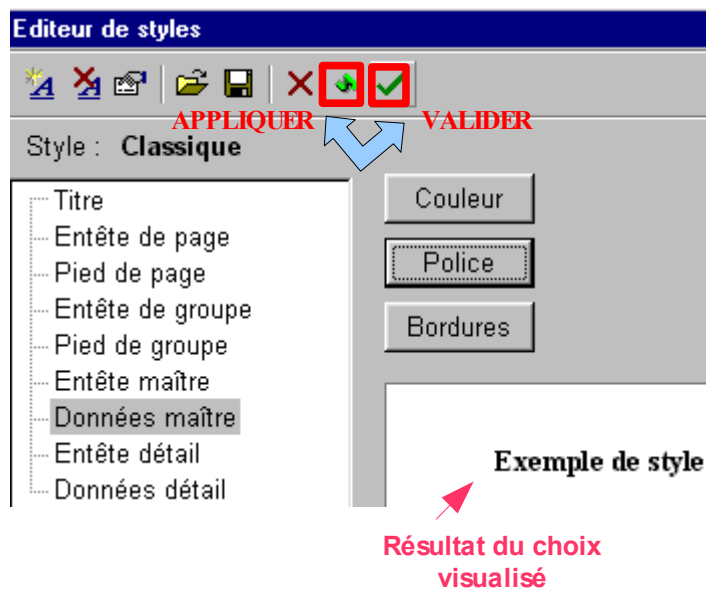 Editeur de styles
APPLIQUER VALIDER
Style : Classique
Titre
Entête de page
Pied de page
Entête de groupe
Pied de groupe
Entête maître
Données maître
Entête détail
Données détail
Couleur
Police
Bordures
Exemple de style
Résultat du choix
visualisé